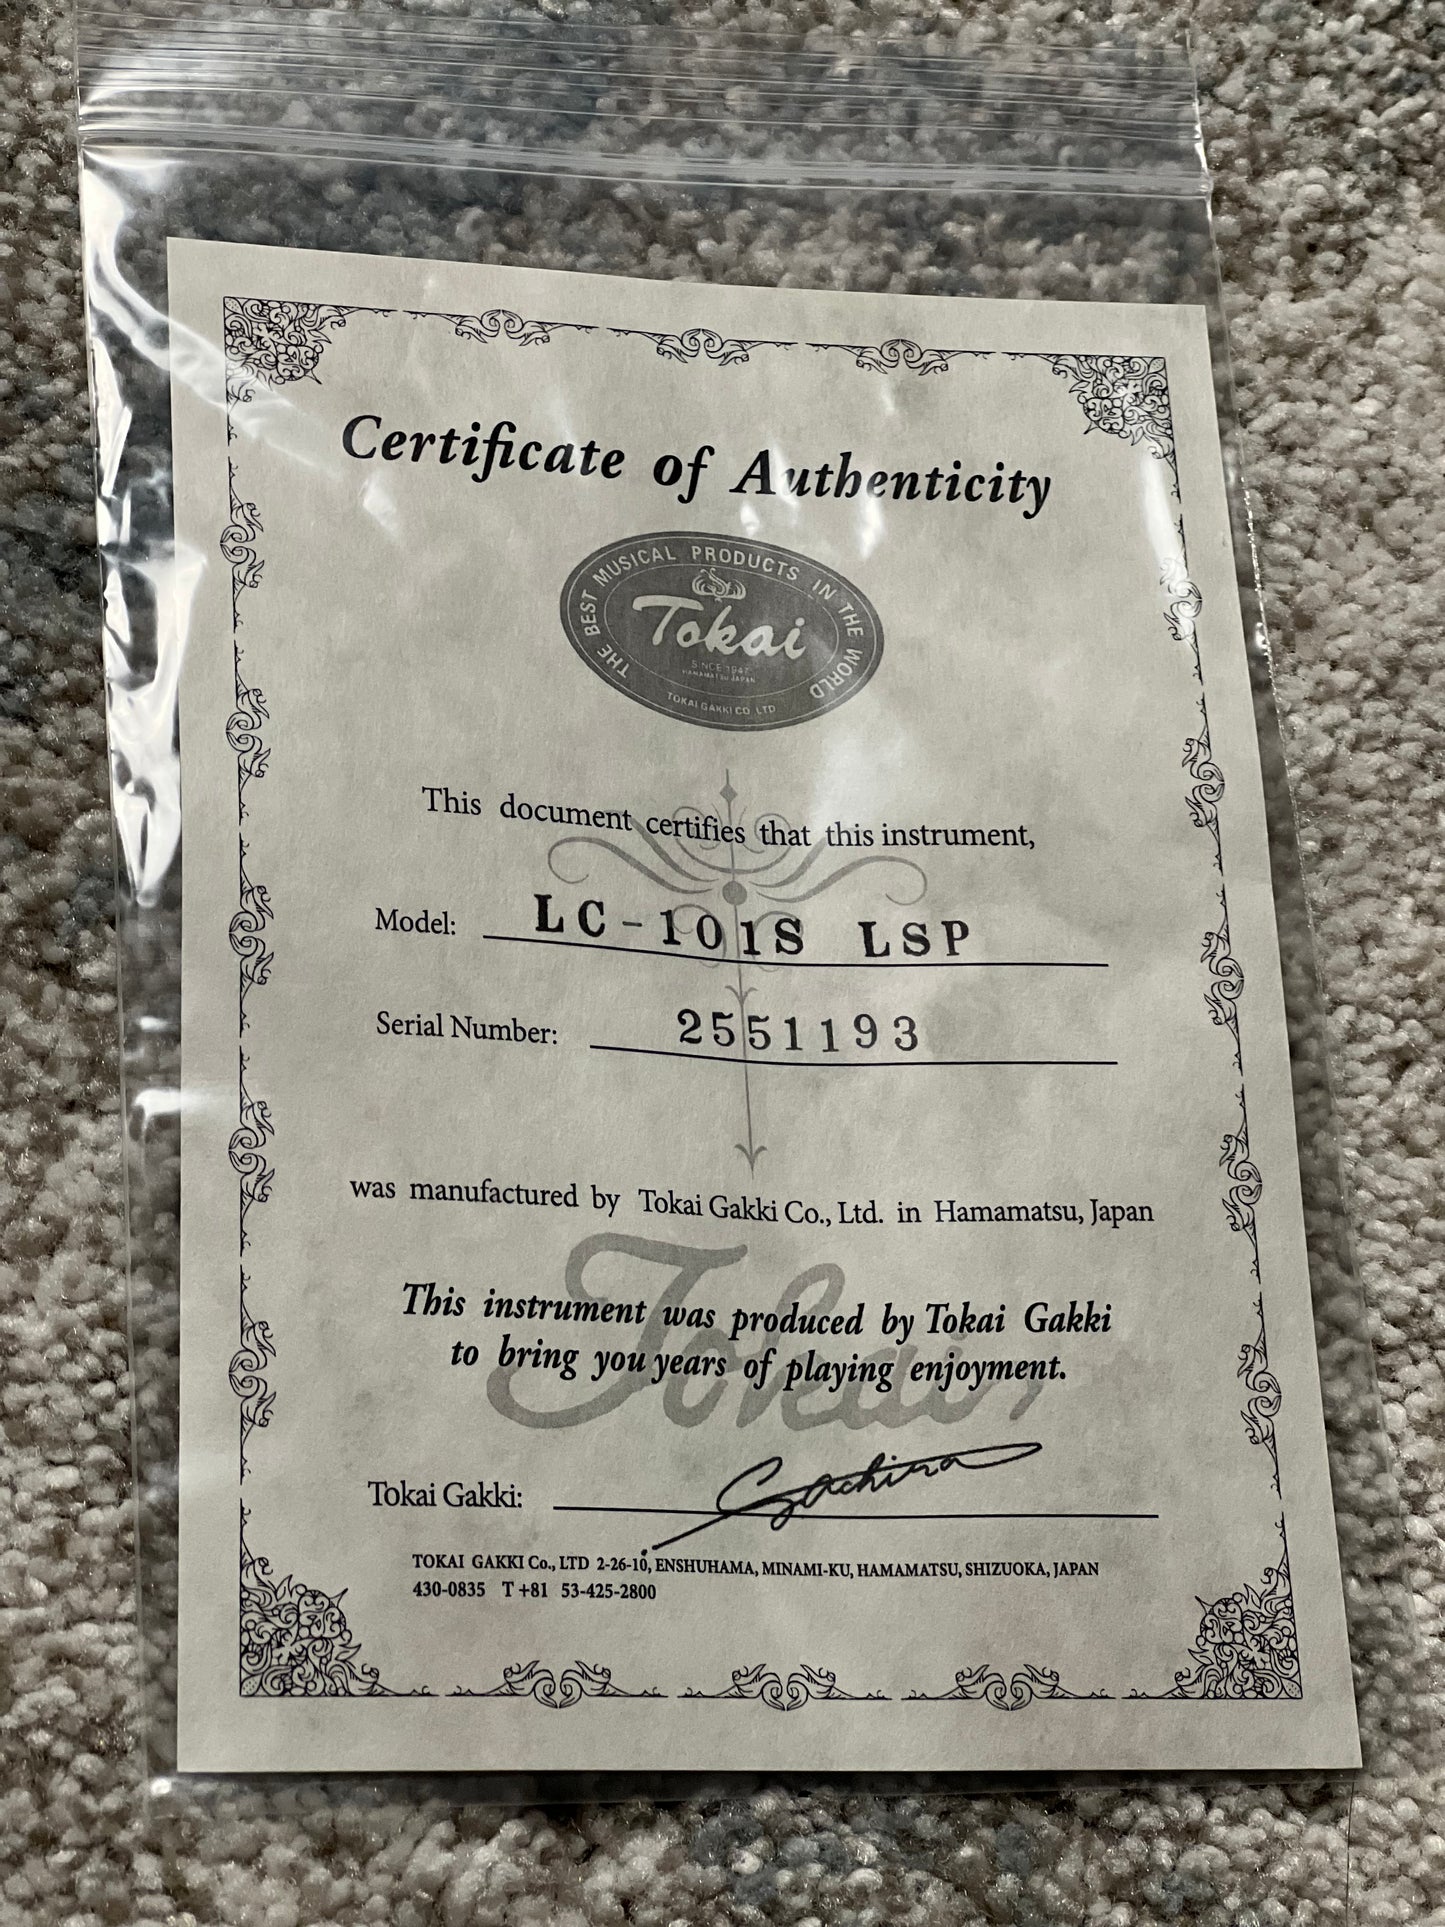 Certificate of Authenticity
THE BEST MUSICAL PRODUCTS IN THE WORLD
Tokai
SINCE 1947
HAMAMATSU JAPAN
TOKAI GAKKI CO. LTD
This document certifies that this instrument,
Model: LC-101S LSP
Serial Number: 2551193
was manufactured by Tokai Gakki Co., Ltd. in Hamamatsu, Japan
Tokai
This instrument was produced by Tokai Gakki
to bring you years of playing enjoyment.
Tokai Gakki:
TOKAI GAKKI Co., LTD 2-26-10, ENSHUHAMA, MINAMI-KU, HAMAMATSU, SHIZUOKA, JAPAN
430-0835 T +81 53-425-2800